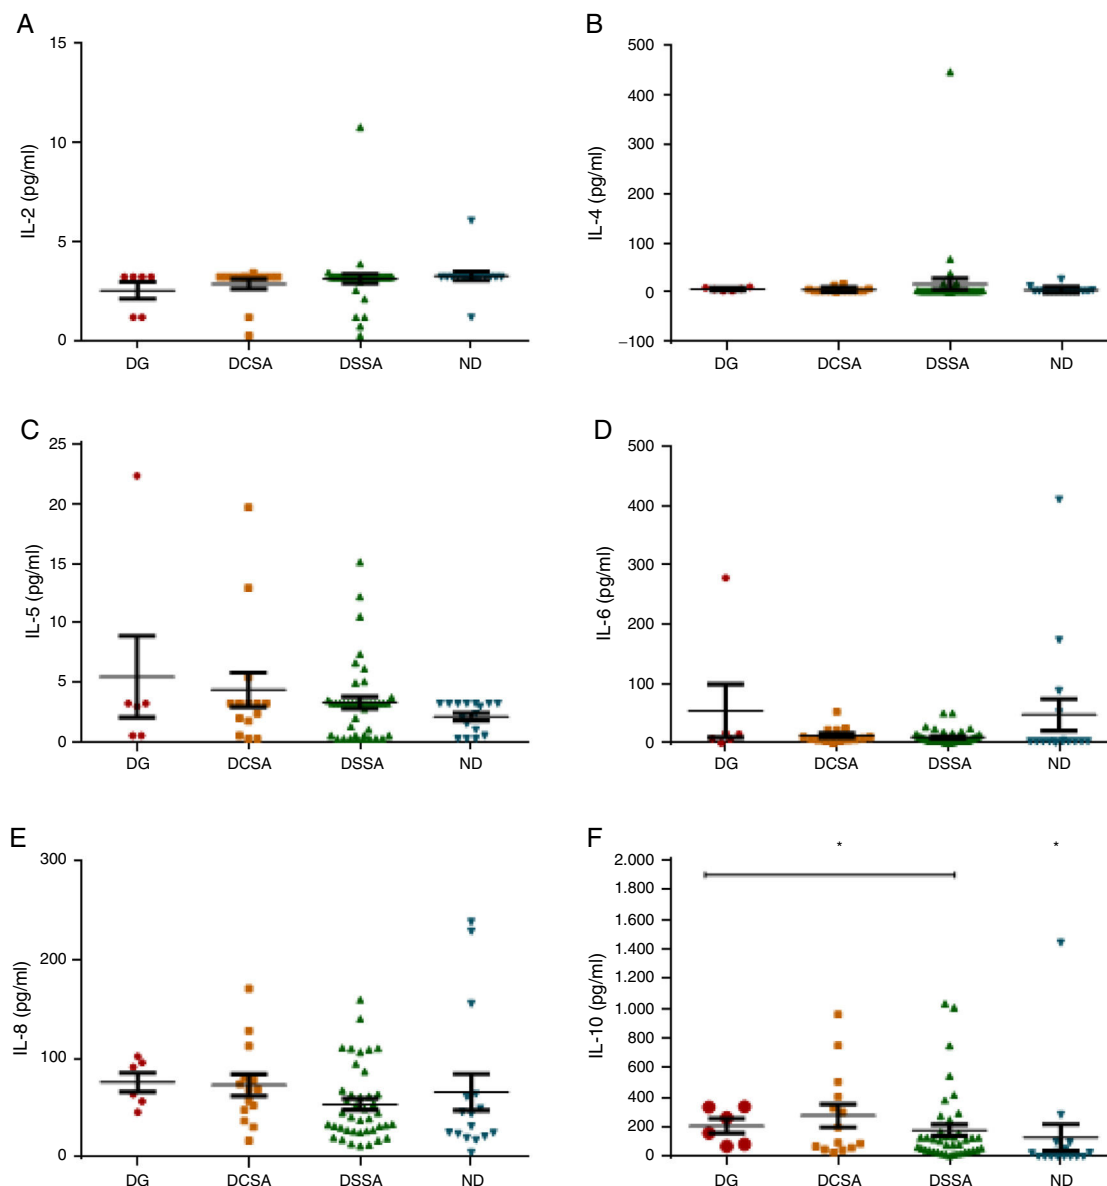 A
15
10
5
0
IL-2 (pg/ml)
DG DCSA DSSA ND
B
500
400
300
200
100
0
–100
IL-4 (pg/ml)
DG DCSA DSSA ND
C
25
20
15
10
5
0
IL-5 (pg/ml)
DG DCSA DSSA ND
D
500
400
300
200
100
0
IL-6 (pg/ml)
DG DCSA DSSA ND
E
300
200
100
0
IL-8 (pg/ml)
DG DCSA DSSA ND
F
* *
2.000
1.800
1.600
1.400
1.200
1.000
800
600
400
200
0
IL-10 (pg/ml)
DG DCSA DSSA ND